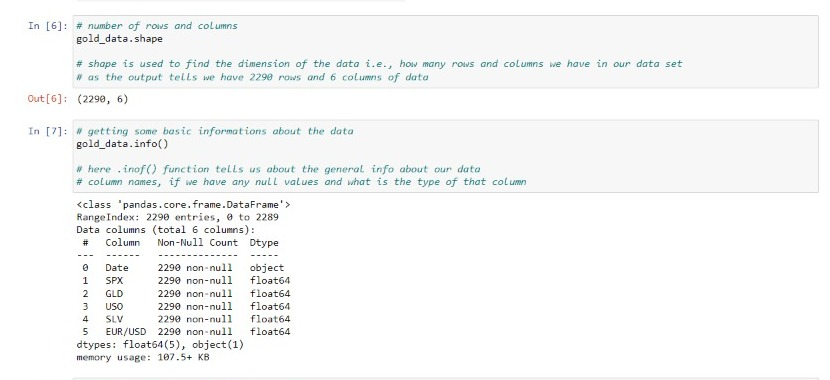 In [6]: # number of rows and columns
gold_data.shape
# shape is used to find the dimension of the data i.e., how many rows and columns we have in our data set
# as the output tells we have 2290 rows and 6 columns of data
Out[6]: (2290, 6)
In [7]: # getting some basic informations about the data
gold_data.info()
# here .inof() function tells us about the general info about our data
# column names, if we have any null values and what is the type of that column
<class 'pandas.core.frame.DataFrame'>
RangeIndex: 2290 entries, 0 to 2289
Data columns (total 6 columns):
 #   Column   Non-Null Count  Dtype
---  ------   --------------  -----
 0   Date     2290 non-null   object
 1   SPX      2290 non-null   float64
 2   GLD      2290 non-null   float64
 3   USO      2290 non-null   float64
 4   SLV      2290 non-null   float64
 5   EUR/USD  2290 non-null   float64
dtypes: float64(5), object(1)
memory usage: 107.5+ KB